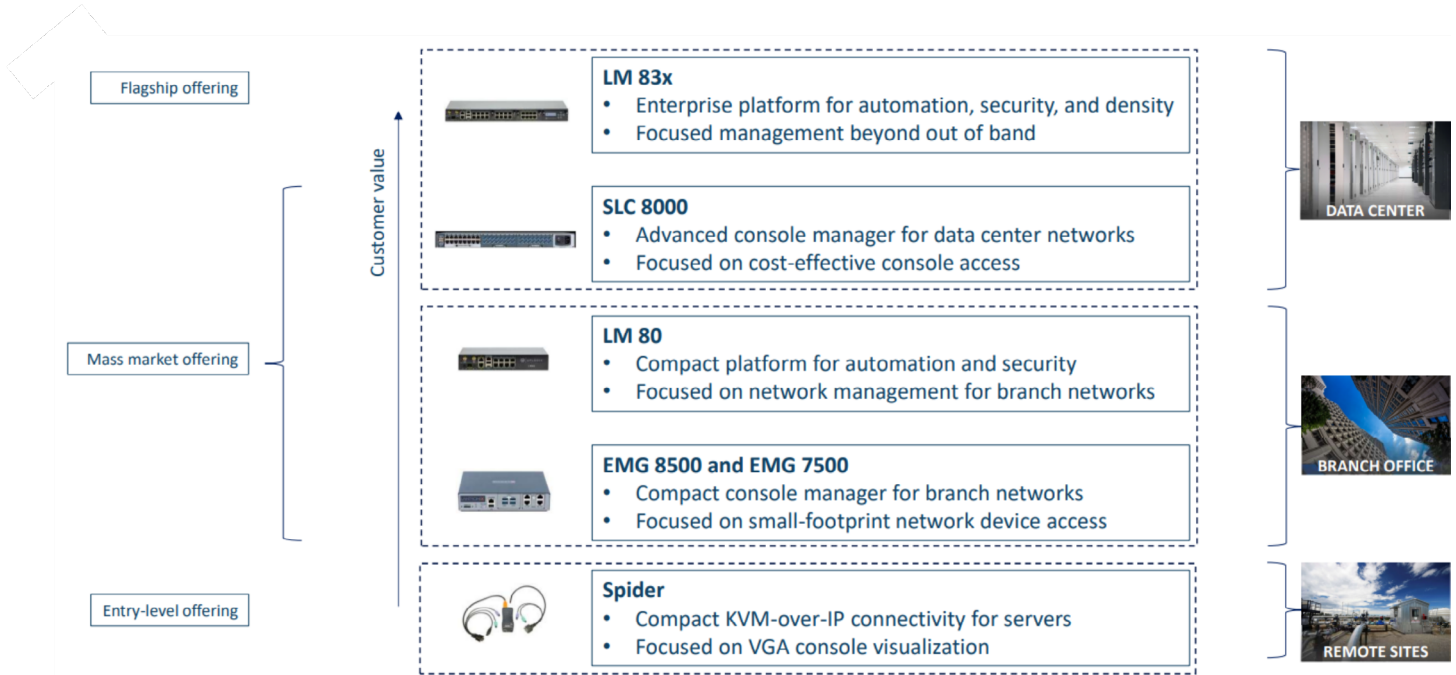 Flagship offering
LM 83x
• Enterprise platform for automation, security, and density
• Focused management beyond out of band
DATA CENTER
Customer value
SLC 8000
• Advanced console manager for data center networks
• Focused on cost-effective console access
Mass market offering
LM 80
• Compact platform for automation and security
• Focused on network management for branch networks
BRANCH OFFICE
EMG 8500 and EMG 7500
• Compact console manager for branch networks
• Focused on small-footprint network device access
Entry-level offering
Spider
• Compact KVM-over-IP connectivity for servers
• Focused on VGA console visualization
REMOTE SITES